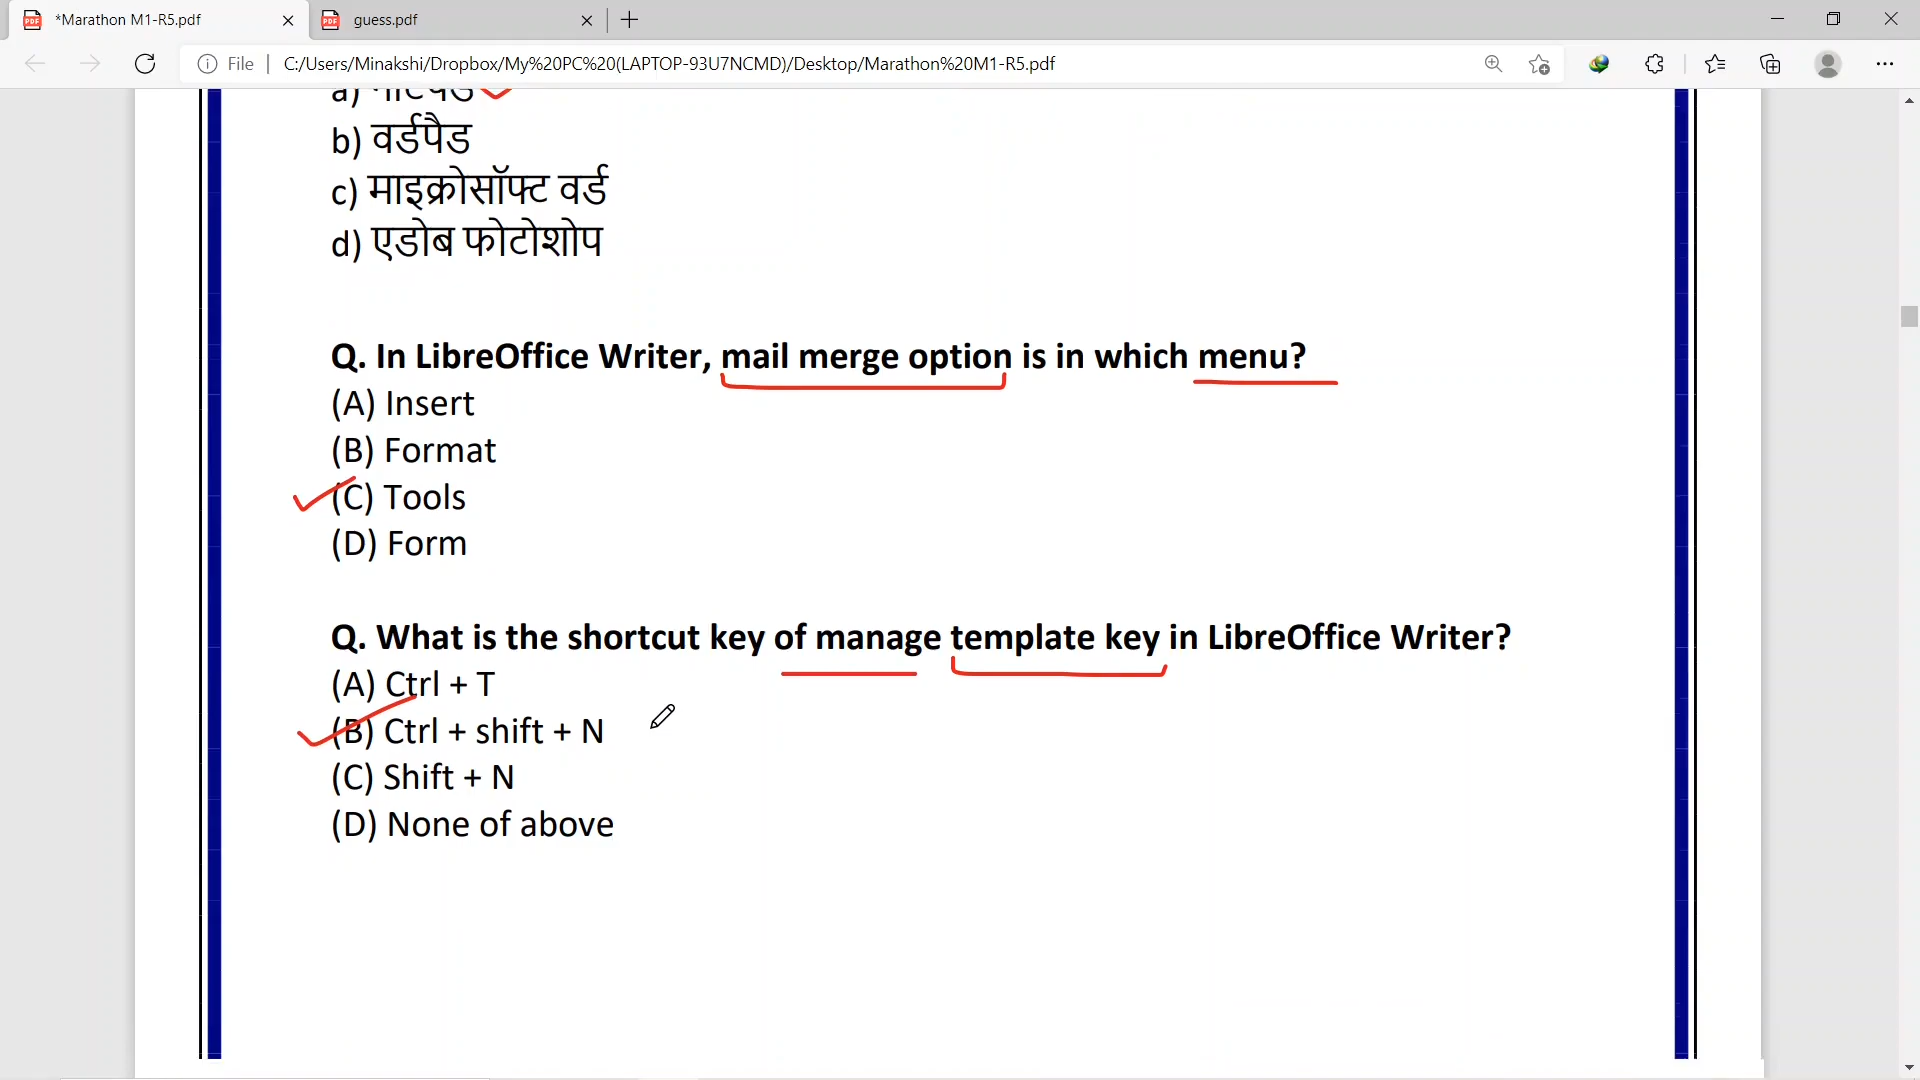 *Marathon M1-R5.pdf
guess.pdf
File
C:/Users/Minakshi/Dropbox/My%20PC%20(LAPTOP-93U7NCMD)/Desktop/Marathon%20M1-R5.pdf
a)
b) वर्डपैड
c) माइक्रोसॉफ्ट वर्ड
d) एडोब फोटोशोप
Q. In LibreOffice Writer, mail merge option is in which menu?
(A) Insert
(B) Format
(C) Tools
(D) Form
Q. What is the shortcut key of manage template key in LibreOffice Writer?
(A) Ctrl + T
(B) Ctrl + shift + N
(C) Shift + N
(D) None of above